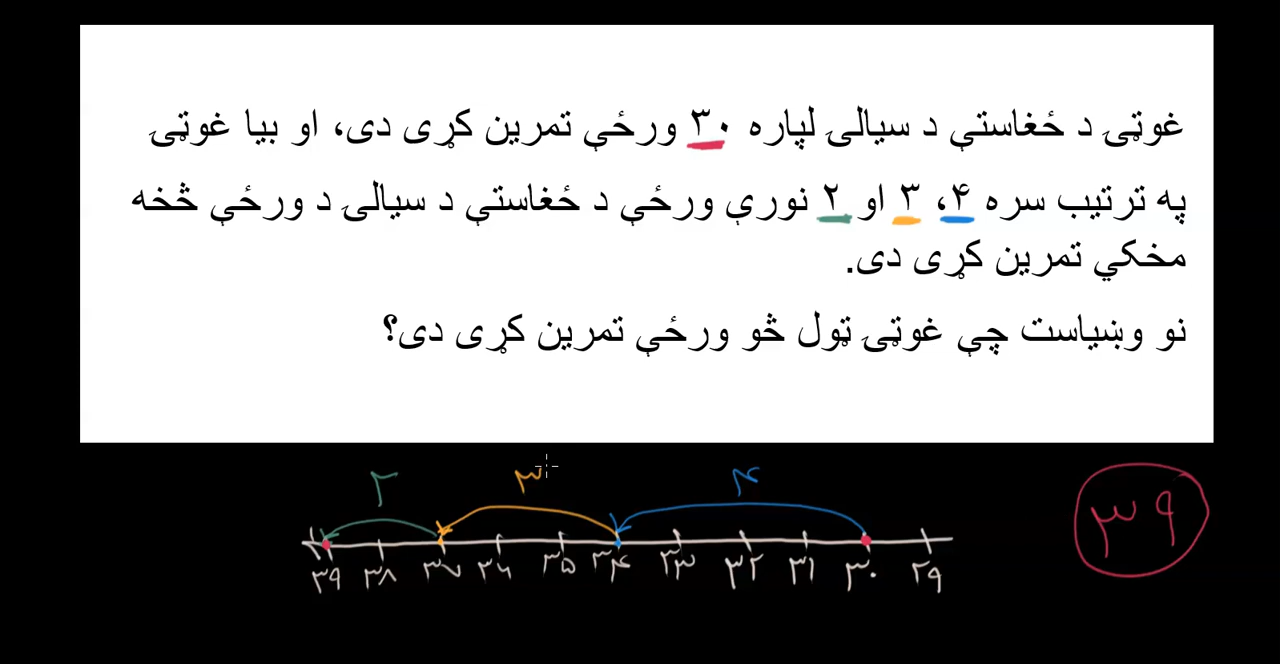 غوټۍ د ځغاستې د سیالۍ لپاره ۳۰ ورځې تمرین کړی دی، او بیا غوټۍ
په ترتیب سره ۴، ۳ او ۲ نورې ورځې د ځغاستې د سیالۍ د ورځې څخه
مخکې تمرین کړی دی.
نو وښیاست چې غوټۍ ټول څو ورځې تمرین کړی دی؟
۲ ۳ ۴
۳۹
۳۹ ۳۸ ۳۷ ۳۶ ۳۵ ۳۴ ۳۳ ۳۲ ۳۱ ۳۰ ۲۹